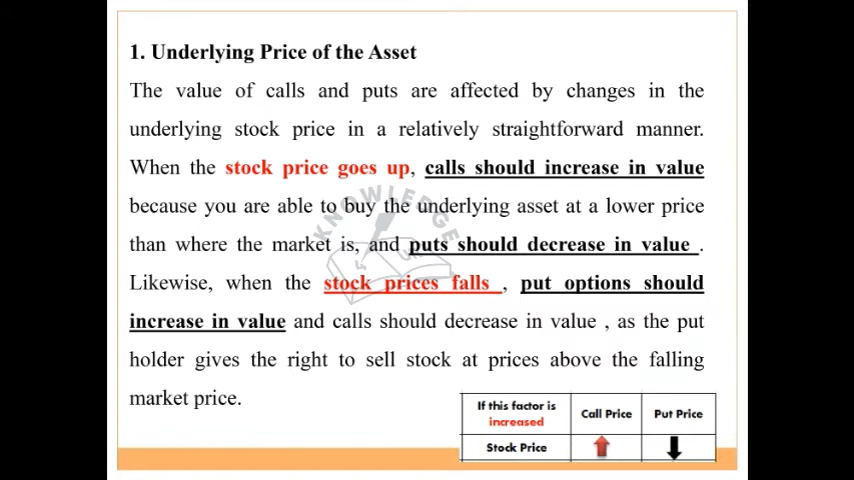 1. Underlying Price of the Asset
The value of calls and puts are affected by changes in the
underlying stock price in a relatively straightforward manner.
When the stock price goes up, calls should increase in value
because you are able to buy the underlying asset at a lower price
than where the market is, and puts should decrease in value .
Likewise, when the stock prices falls , put options should
increase in value and calls should decrease in value , as the put
holder gives the right to sell stock at prices above the falling
market price.
KNOWLEDGE
If this factor is
increased
Call Price
Put Price
Stock Price